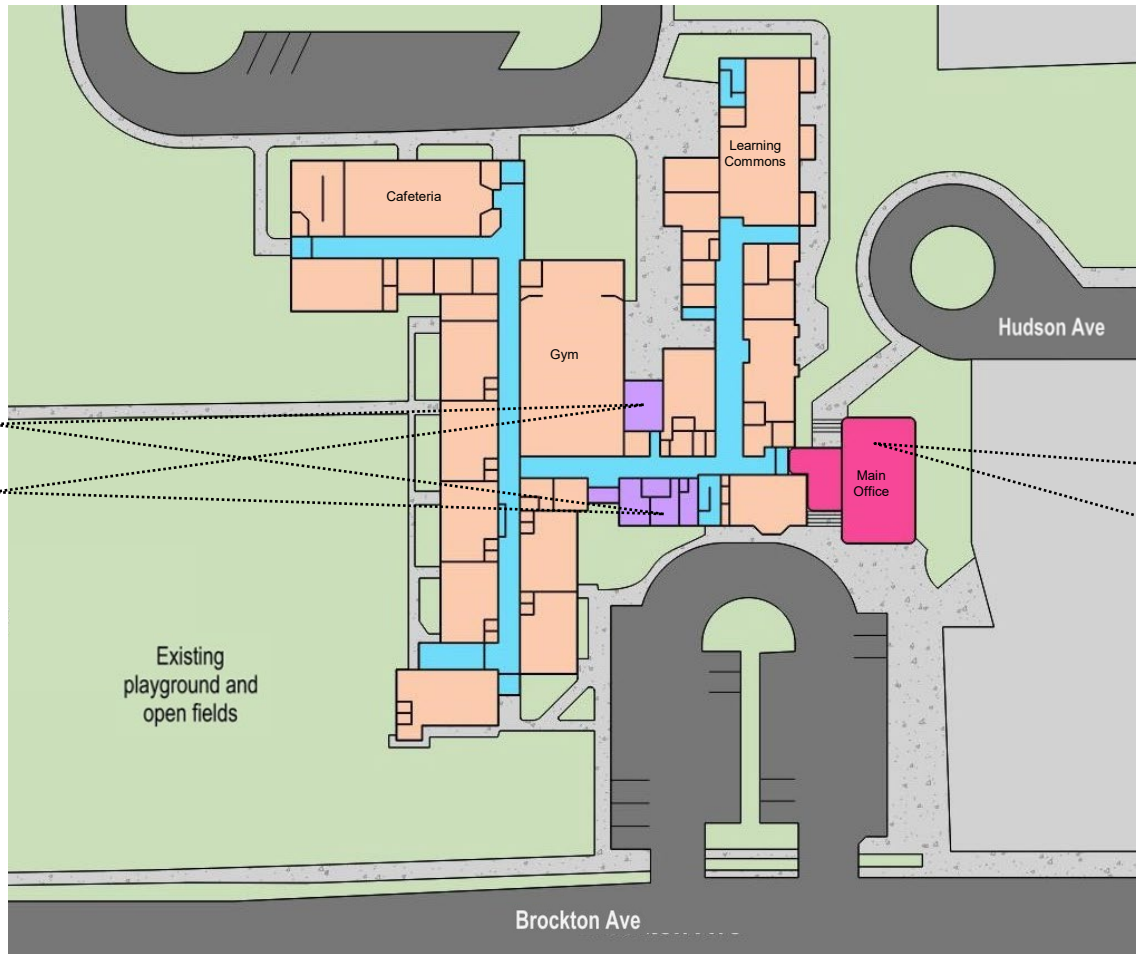 Learning
Commons
Cafeteria
Hudson Ave
Gym
Main
Office
Existing
playground and
open fields
Brockton Ave